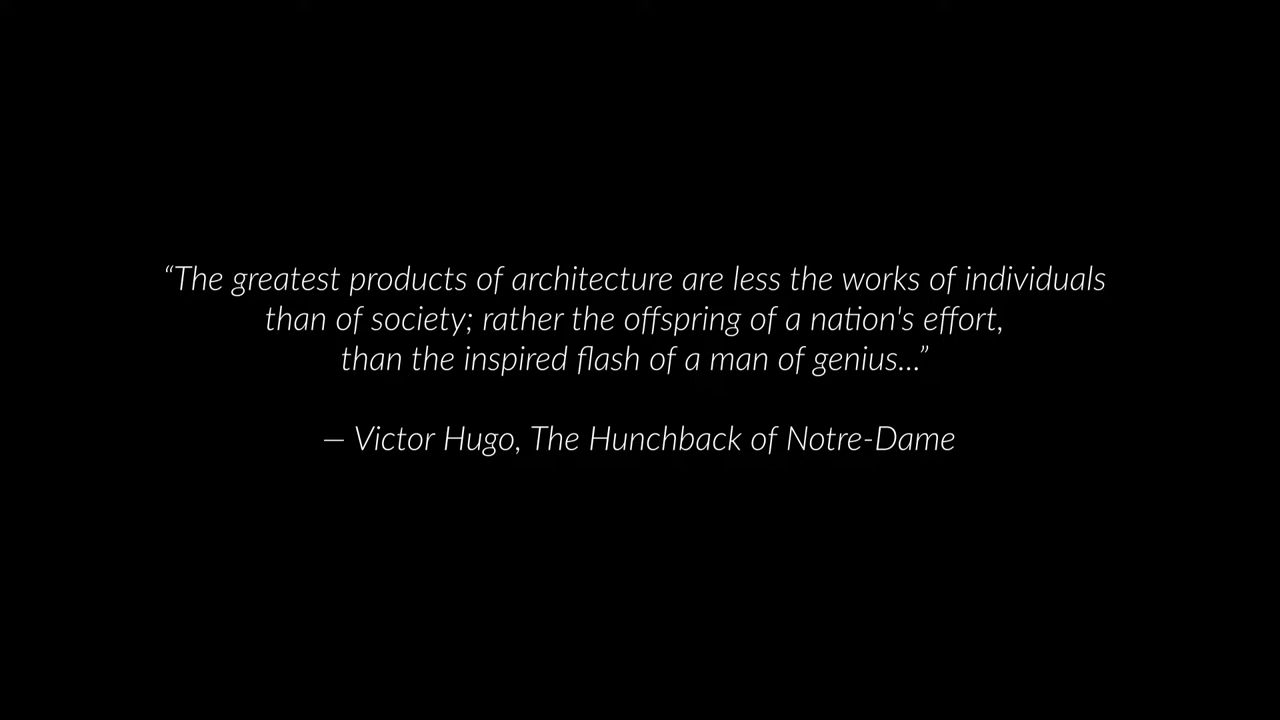 “The greatest products of architecture are less the works of individuals
than of society; rather the offspring of a nation's effort,
than the inspired flash of a man of genius...”
– Victor Hugo, The Hunchback of Notre-Dame